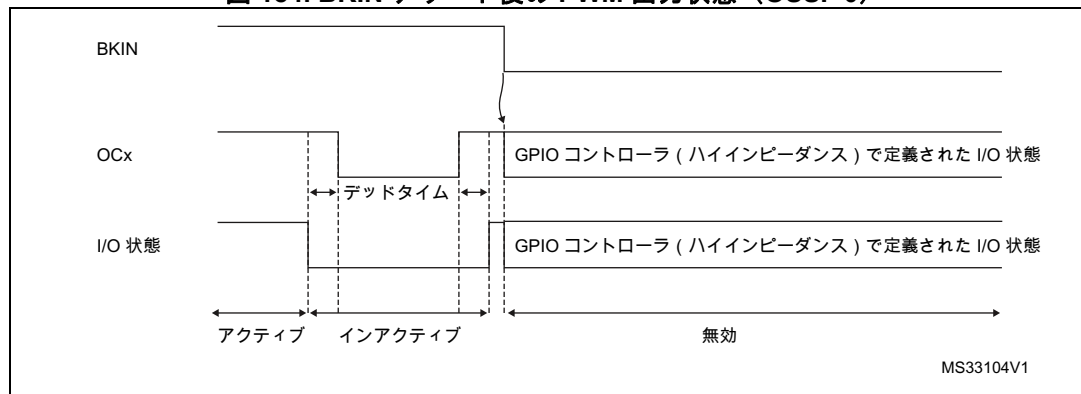 BKIN
OCx
GPIO コントローラ ( ハイインピーダンス ) で定義された I/O 状態
デッドタイム
I/O 状態
GPIO コントローラ ( ハイインピーダンス ) で定義された I/O 状態
アクティブ インアクティブ 無効
MS33104V1